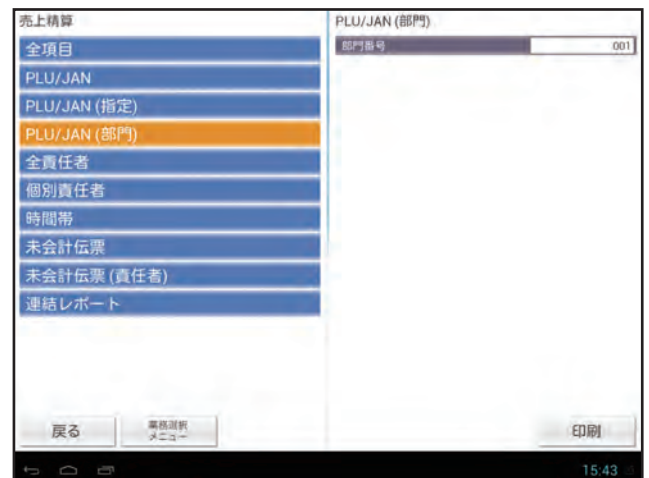 売上精算
全項目
PLU/JAN
PLU/JAN (指定)
PLU/JAN (部門)
全責任者
個別責任者
時間帯
未会計伝票
未会計伝票 (責任者)
連結レポート
戻る
業務選択
メニュー
PLU/JAN (部門)
部門番号
001
印刷
15:43